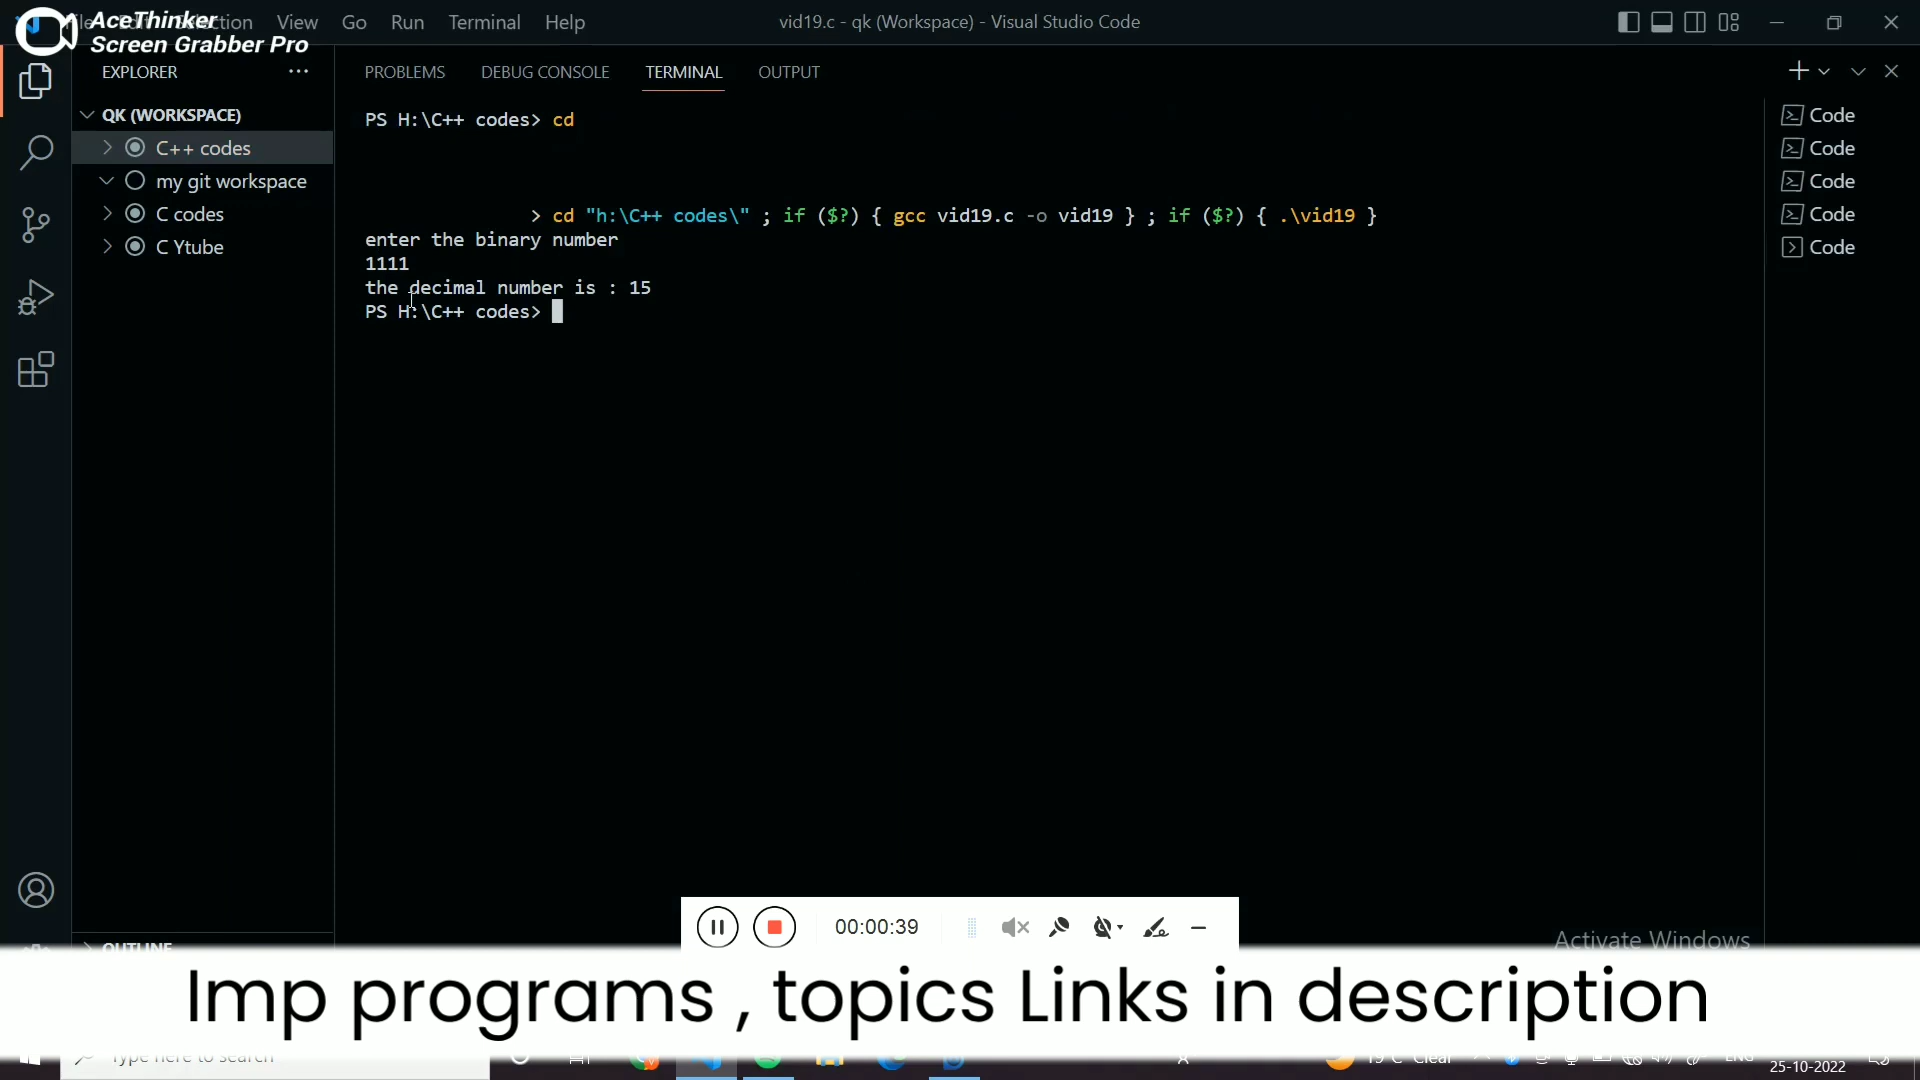 AceThinker
Screen Grabber Pro
View Go Run Terminal Help
vid19.c - qk (Workspace) - Visual Studio Code
EXPLORER
PROBLEMS DEBUG CONSOLE TERMINAL OUTPUT
QK (WORKSPACE)
C++ codes
my git workspace
C codes
C Ytube
PS H:\C++ codes> cd
> cd "h:\C++ codes\" ; if ($?) { gcc vid19.c -o vid19 } ; if ($?) { .\vid19 }
enter the binary number
1111
the decimal number is : 15
PS H:\C++ codes>
Code
Code
Code
Code
Code
00:00:39
OUTLINE
Activate Windows
Imp programs , topics Links in description
Type here to search
19°C Clear
ENG
25-10-2022